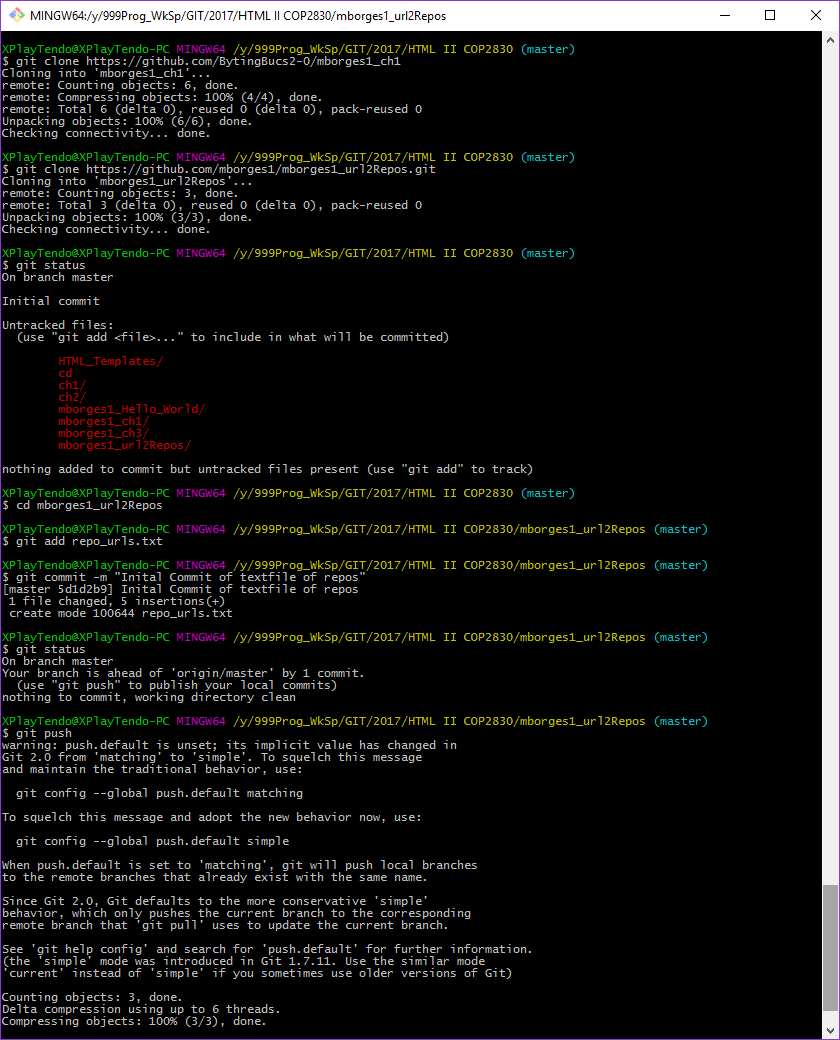 MINGW64:/y/999Prog_WkSp/GIT/2017/HTML II COP2830/mborges1_url2Repos
XPlayTendo@XPlayTendo-PC MINGW64 /y/999Prog_WkSp/GIT/2017/HTML II COP2830 (master)
$ git clone https://github.com/BytingBucs2-0/mborges1_ch1
Cloning into 'mborges1_ch1'...
remote: Counting objects: 6, done.
remote: Compressing objects: 100% (4/4), done.
remote: Total 6 (delta 0), reused 0 (delta 0), pack-reused 0
Unpacking objects: 100% (6/6), done.
Checking connectivity... done.
XPlayTendo@XPlayTendo-PC MINGW64 /y/999Prog_WkSp/GIT/2017/HTML II COP2830 (master)
$ git clone https://github.com/mborges1/mborges1_url2Repos.git
Cloning into 'mborges1_url2Repos'...
remote: Counting objects: 3, done.
remote: Total 3 (delta 0), reused 0 (delta 0), pack-reused 0
Unpacking objects: 100% (3/3), done.
Checking connectivity... done.
XPlayTendo@XPlayTendo-PC MINGW64 /y/999Prog_WkSp/GIT/2017/HTML II COP2830 (master)
$ git status
On branch master
Initial commit
Untracked files:
(use "git add <file>..." to include in what will be committed)
HTML_Templates/
cd
ch1/
ch2/
mborges1_Hello_World/
mborges1_ch1/
mborges1_ch3/
mborges1_url2Repos/
nothing added to commit but untracked files present (use "git add" to track)
XPlayTendo@XPlayTendo-PC MINGW64 /y/999Prog_WkSp/GIT/2017/HTML II COP2830 (master)
$ cd mborges1_url2Repos
XPlayTendo@XPlayTendo-PC MINGW64 /y/999Prog_WkSp/GIT/2017/HTML II COP2830/mborges1_url2Repos (master)
$ git add repo_urls.txt
XPlayTendo@XPlayTendo-PC MINGW64 /y/999Prog_WkSp/GIT/2017/HTML II COP2830/mborges1_url2Repos (master)
$ git commit -m "Inital Commit of textfile of repos"
[master 5d1d2b9] Inital Commit of textfile of repos
1 file changed, 5 insertions(+)
create mode 100644 repo_urls.txt
XPlayTendo@XPlayTendo-PC MINGW64 /y/999Prog_WkSp/GIT/2017/HTML II COP2830/mborges1_url2Repos (master)
$ git status
On branch master
Your branch is ahead of 'origin/master' by 1 commit.
(use "git push" to publish your local commits)
nothing to commit, working directory clean
XPlayTendo@XPlayTendo-PC MINGW64 /y/999Prog_WkSp/GIT/2017/HTML II COP2830/mborges1_url2Repos (master)
$ git push
warning: push.default is unset; its implicit value has changed in
Git 2.0 from 'matching' to 'simple'. To squelch this message
and maintain the traditional behavior, use:
git config --global push.default matching
To squelch this message and adopt the new behavior now, use:
git config --global push.default simple
When push.default is set to 'matching', git will push local branches
to the remote branches that already exist with the same name.
Since Git 2.0, Git defaults to the more conservative 'simple'
behavior, which only pushes the current branch to the corresponding
remote branch that 'git pull' uses to update the current branch.
See 'git help config' and search for 'push.default' for further information.
(the 'simple' mode was introduced in Git 1.7.11. Use the similar mode
'current' instead of 'simple' if you sometimes use older versions of Git)
Counting objects: 3, done.
Delta compression using up to 6 threads.
Compressing objects: 100% (3/3), done.